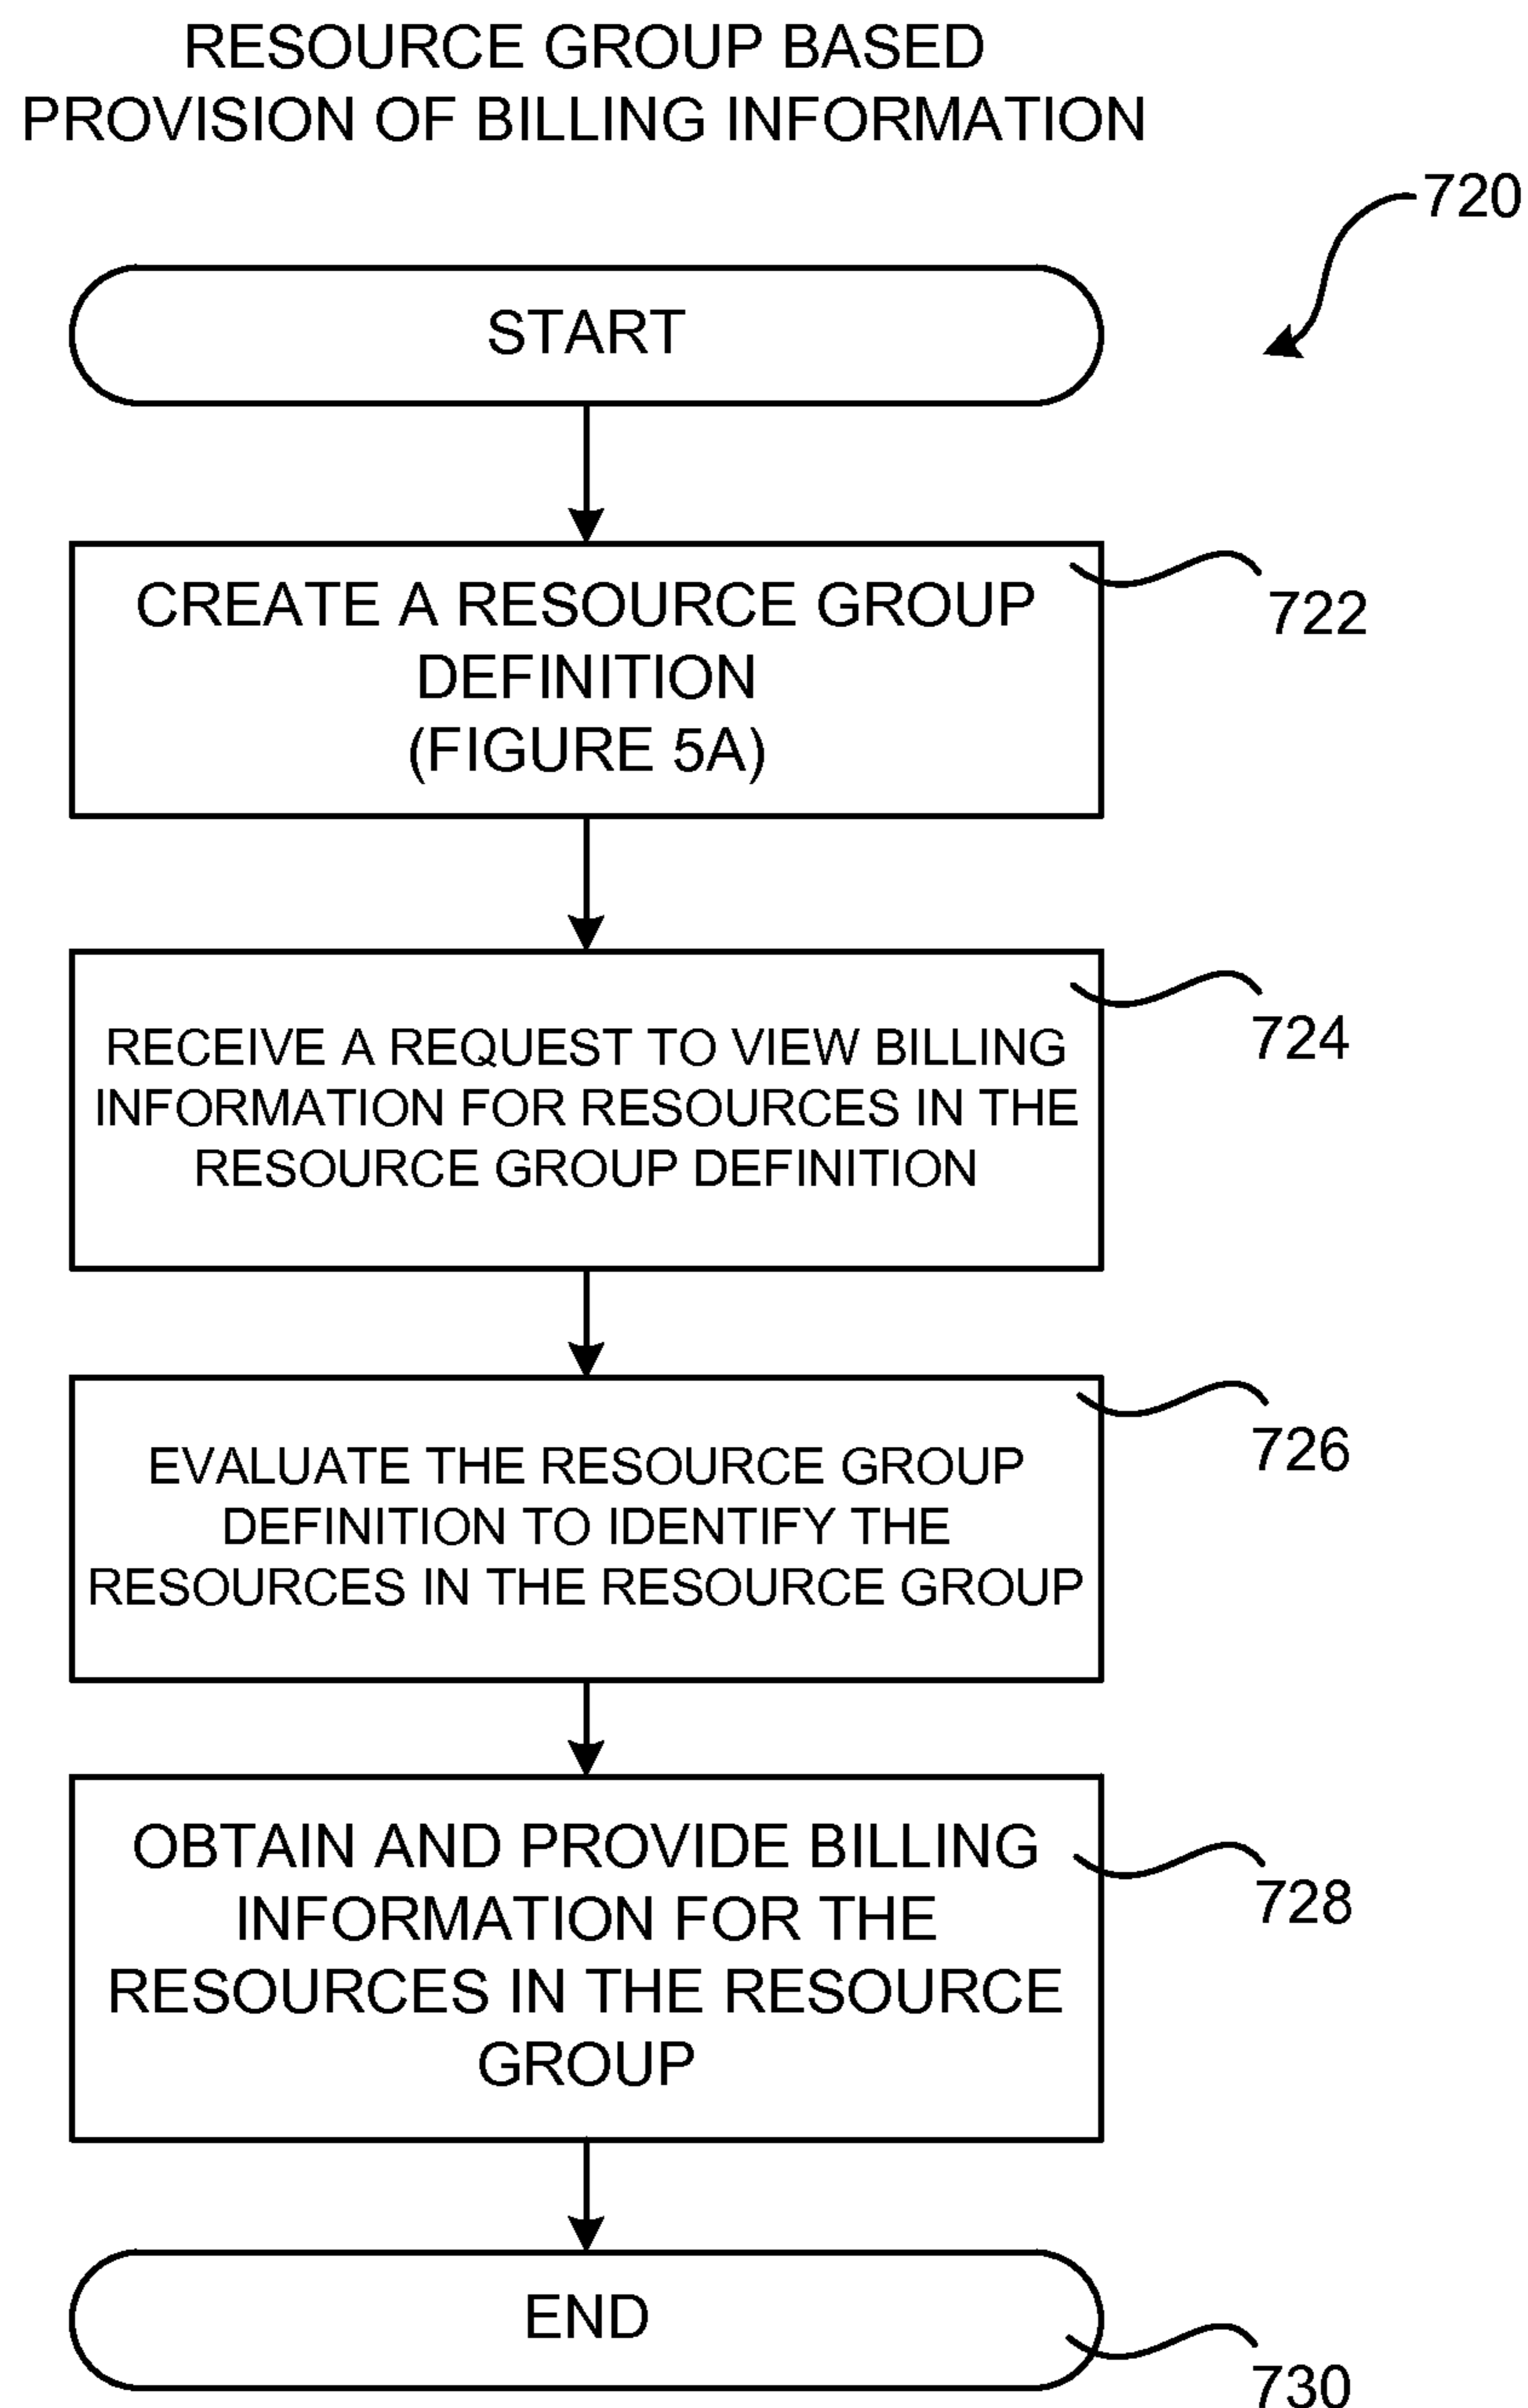 RESOURCE GROUP BASED
PROVISION OF BILLING INFORMATION
720
START
CREATE A RESOURCE GROUP
DEFINITION
(FIGURE 5A)
722
RECEIVE A REQUEST TO VIEW BILLING
INFORMATION FOR RESOURCES IN THE
RESOURCE GROUP DEFINITION
724
EVALUATE THE RESOURCE GROUP
DEFINITION TO IDENTIFY THE
RESOURCES IN THE RESOURCE GROUP
726
OBTAIN AND PROVIDE BILLING
INFORMATION FOR THE
RESOURCES IN THE RESOURCE
GROUP
728
END
730